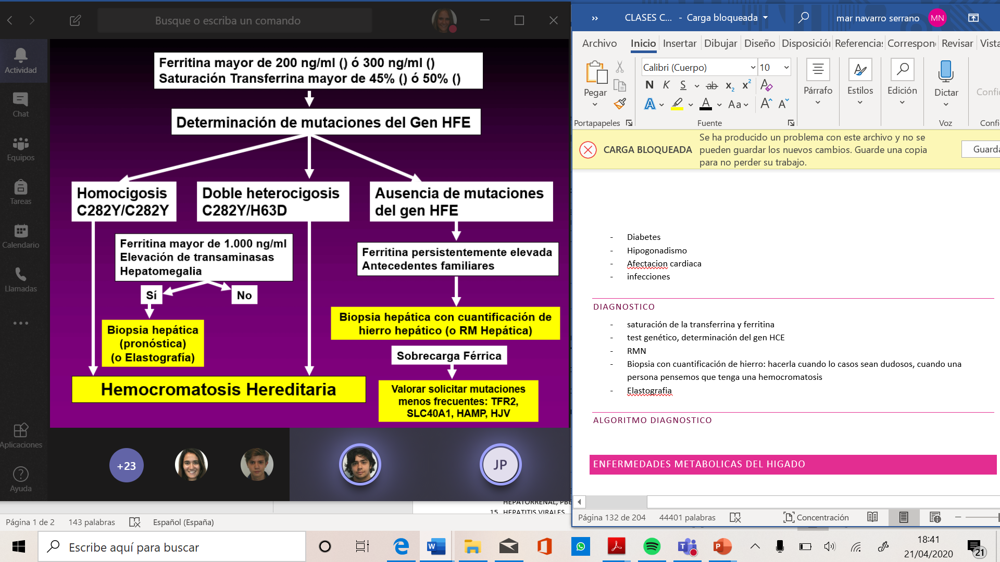 Busque o escriba un comando
Actividad
Chat
Equipos
Tareas
Calendario
Llamadas
Aplicaciones
Ayuda
Ferritina mayor de 200 ng/ml () ó 300 ng/ml ()
Saturación Transferrina mayor de 45% () ó 50% ()
Determinación de mutaciones del Gen HFE
Homocigosis
C282Y/C282Y
Doble heterocigosis
C282Y/H63D
Ausencia de mutaciones
del gen HFE
Ferritina mayor de 1.000 ng/ml
Elevación de transaminasas
Hepatomegalia
Sí
No
Ferritina persistentemente elevada
Antecedentes familiares
Biopsia hepática
(pronóstica)
(o Elastografía)
Biopsia hepática con cuantificación de
hierro hepático (o RM Hepática)
Sobrecarga Férrica
Hemocromatosis Hereditaria
Valorar solicitar mutaciones
menos frecuentes: TFR2,
SLC40A1, HAMP, HJV
+23
JP
HEPATORRENAL, PBE
15. HEPATITIS VIRALES
Página 1 de 2 143 palabras Español (España)
CLASES C... - Carga bloqueada
mar navarro serrano MN
Archivo Inicio Insertar Dibujar Diseño Disposición Referencias Correspon Revisar Vista
Pegar
Calibri (Cuerpo) 10
N K S ab x2 x2 A
A A Aa A A
Párrafo
Estilos
Edición
Dictar
Confi
Portapapeles Fuente Voz Confi
CARGA BLOQUEADA
Se ha producido un problema con este archivo y no se
pueden guardar los nuevos cambios. Guarde una copia
para no perder su trabajo.
Guarda
- Diabetes
- Hipogonadismo
- Afectacion cardiaca
- infecciones
DIAGNOSTICO
- saturación de la transferrina y ferritina
- test genético, determinación del gen HCE
- RMN
- Biopsia con cuantificación de hierro: hacerla cuando lo casos sean dudosos, cuando una
persona pensemos que tenga una hemocromatosis
- Elastografia
ALGORITMO DIAGNOSTICO
ENFERMEDADES METABOLICAS DEL HIGADO
Página 132 de 204 44401 palabras Concentración
Escribe aquí para buscar
18:41
21/04/2020
21